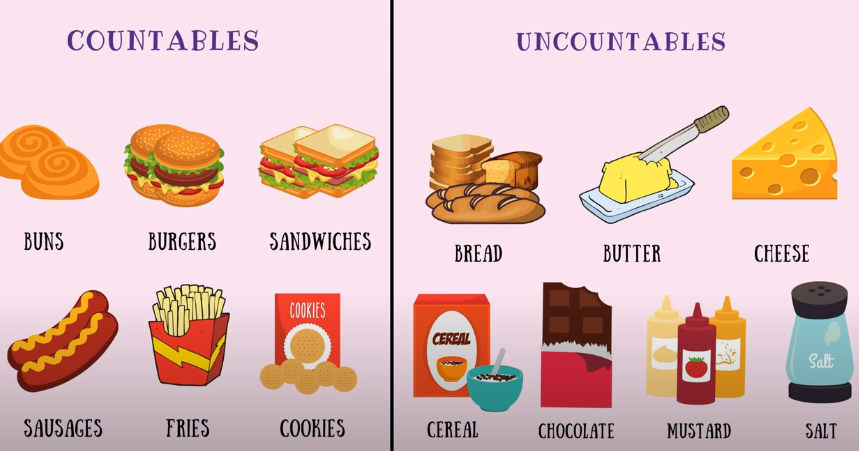 COUNTABLES
BUNS
BURGERS
SANDWICHES
COOKIES
SAUSAGES
FRIES
COOKIES
UNCOUNTABLES
BREAD
BUTTER
CHEESE
CEREAL
Salt
CEREAL
CHOCOLATE
MUSTARD
SALT